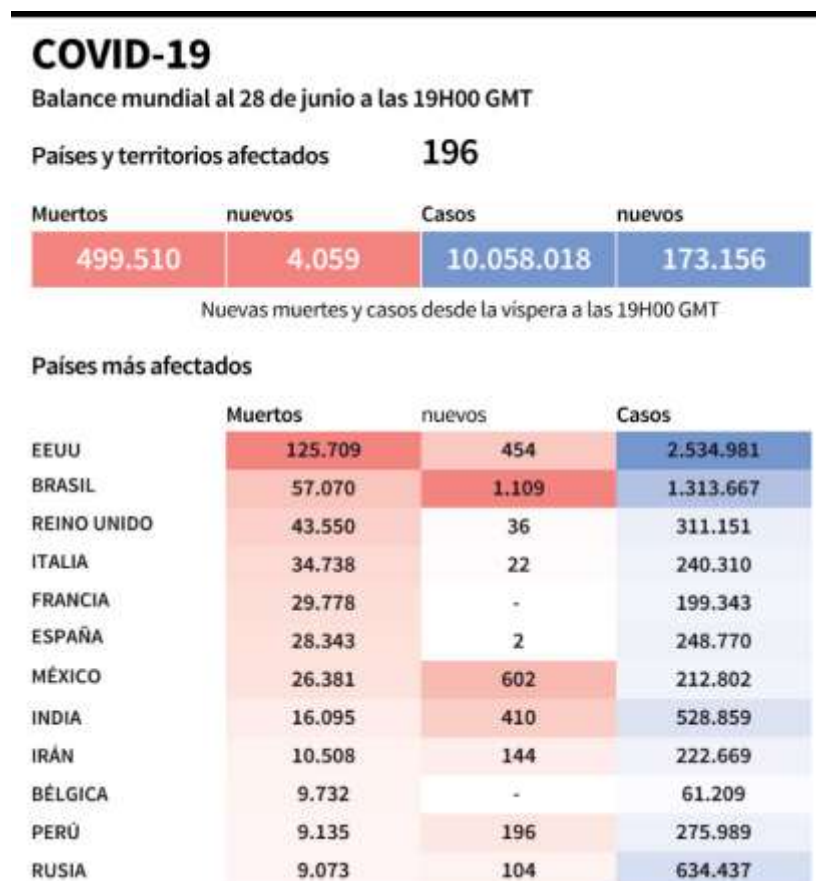 COVID-19
Balance mundial al 28 de junio a las 19H00 GMT
Países y territorios afectados 196
Muertos nuevos Casos nuevos
499.510 4.059 10.058.018 173.156
Nuevas muertes y casos desde la víspera a las 19H00 GMT
Países más afectados
Muertos nuevos Casos
EEUU 125.709 454 2.534.981
BRASIL 57.070 1.109 1.313.667
REINO UNIDO 43.550 36 311.151
ITALIA 34.738 22 240.310
FRANCIA 29.778 - 199.343
ESPAÑA 28.343 2 248.770
MÉXICO 26.381 602 212.802
INDIA 16.095 410 528.859
IRÁN 10.508 144 222.669
BÉLGICA 9.732 - 61.209
PERÚ 9.135 196 275.989
RUSIA 9.073 104 634.437